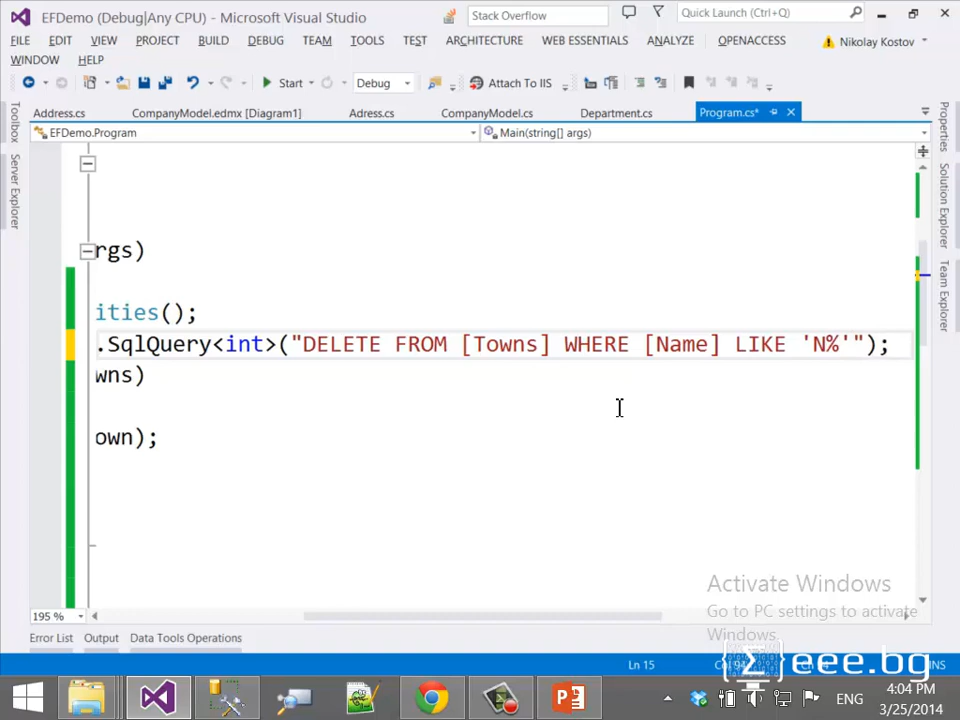 EFDemo (Debug|Any CPU) - Microsoft Visual Studio
Stack Overflow
Quick Launch (Ctrl+Q)
FILE EDIT VIEW PROJECT BUILD DEBUG TEAM TOOLS TEST ARCHITECTURE WEB ESSENTIALS ANALYZE OPENACCESS Nikolay Kostov
WINDOW HELP
Start Debug Attach To IIS
Address.cs CompanyModel.edmx [Diagram1] Adress.cs CompanyModel.cs Department.cs Program.cs*
EFDemo.Program Main(string[] args)
Toolbox
Server Explorer
Properties
Solution Explorer
Team Explorer
rgs)
ities();
.SqlQuery<int>("DELETE FROM [Towns] WHERE [Name] LIKE 'N%'");
wns)
own);
Activate Windows
Go to PC settings to activate
Windows.
195 %
Error List Output Data Tools Operations
Ln 15
eee.bg
ENG
4:04 PM
3/25/2014